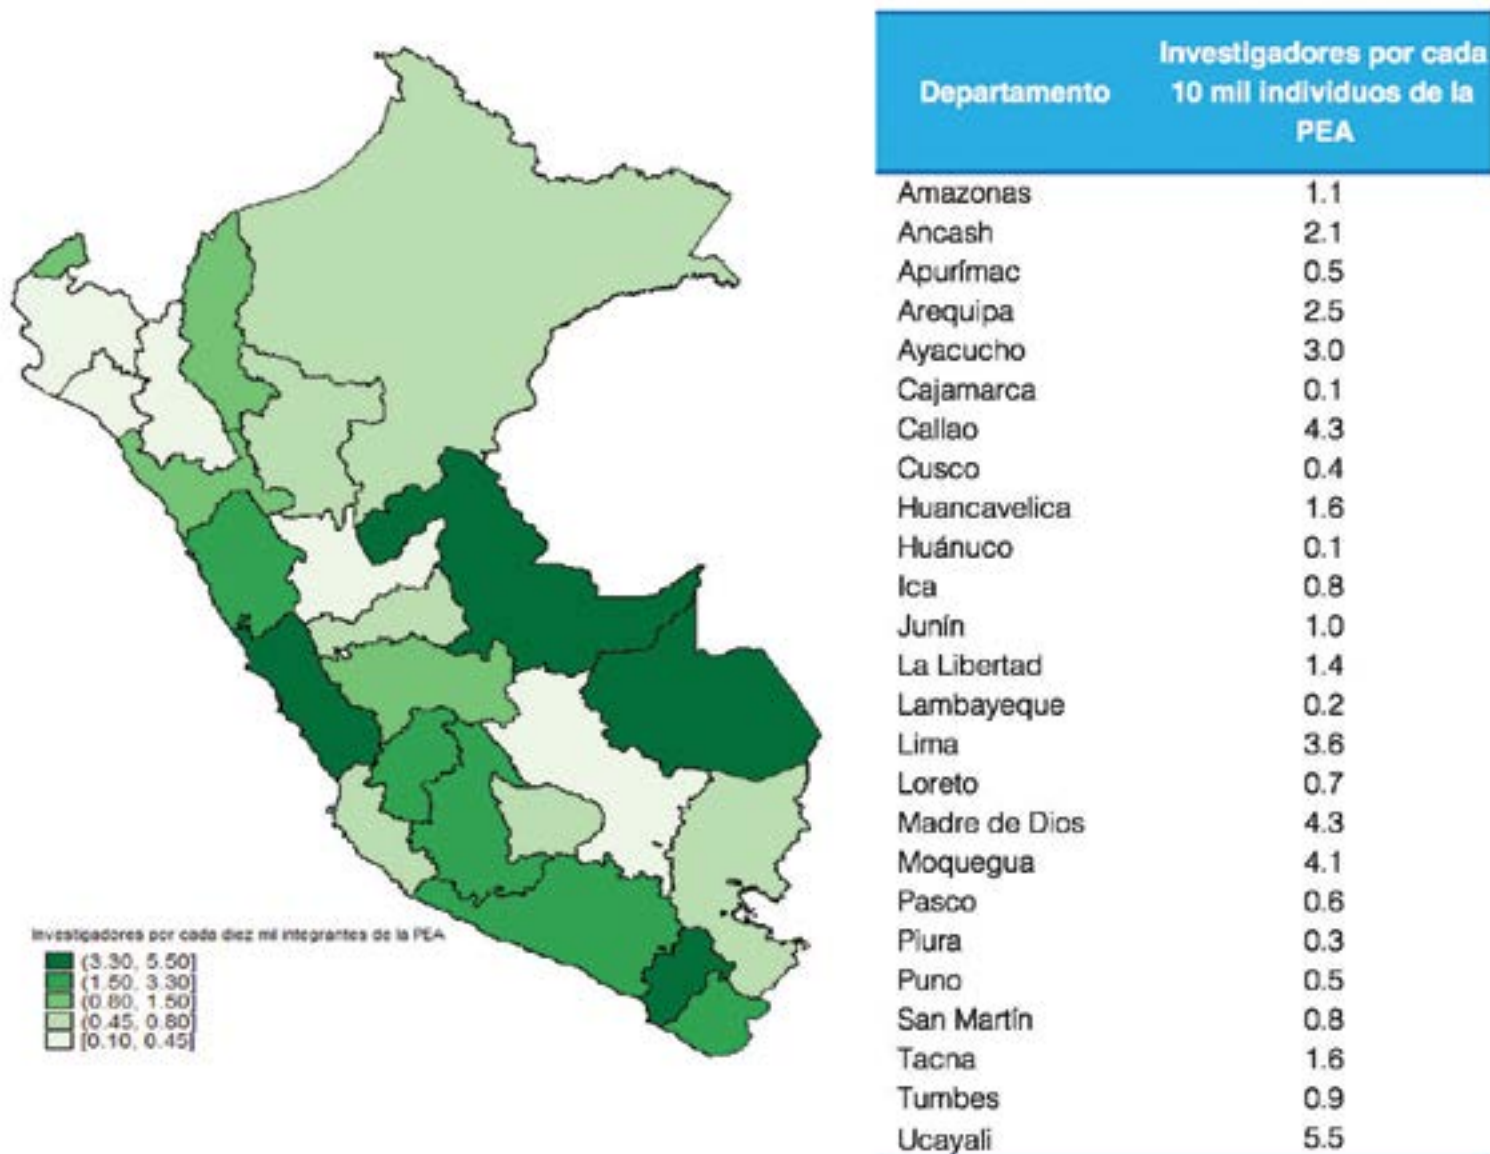 Departamento
Investigadores por cada
10 mil individuos de la
PEA
Amazonas 1.1
Ancash 2.1
Apurímac 0.5
Arequipa 2.5
Ayacucho 3.0
Cajamarca 0.1
Callao 4.3
Cusco 0.4
Huancavelica 1.6
Huánuco 0.1
Ica 0.8
Junín 1.0
La Libertad 1.4
Lambayeque 0.2
Lima 3.6
Loreto 0.7
Madre de Dios 4.3
Moquegua 4.1
Pasco 0.6
Piura 0.3
Puno 0.5
San Martín 0.8
Tacna 1.6
Tumbes 0.9
Ucayali 5.5
Investigadores por cada diez mil integrantes de la PEA
(3.30, 5.50]
(1.50, 3.30]
(0.80, 1.50]
(0.45, 0.80]
[0.10, 0.45]